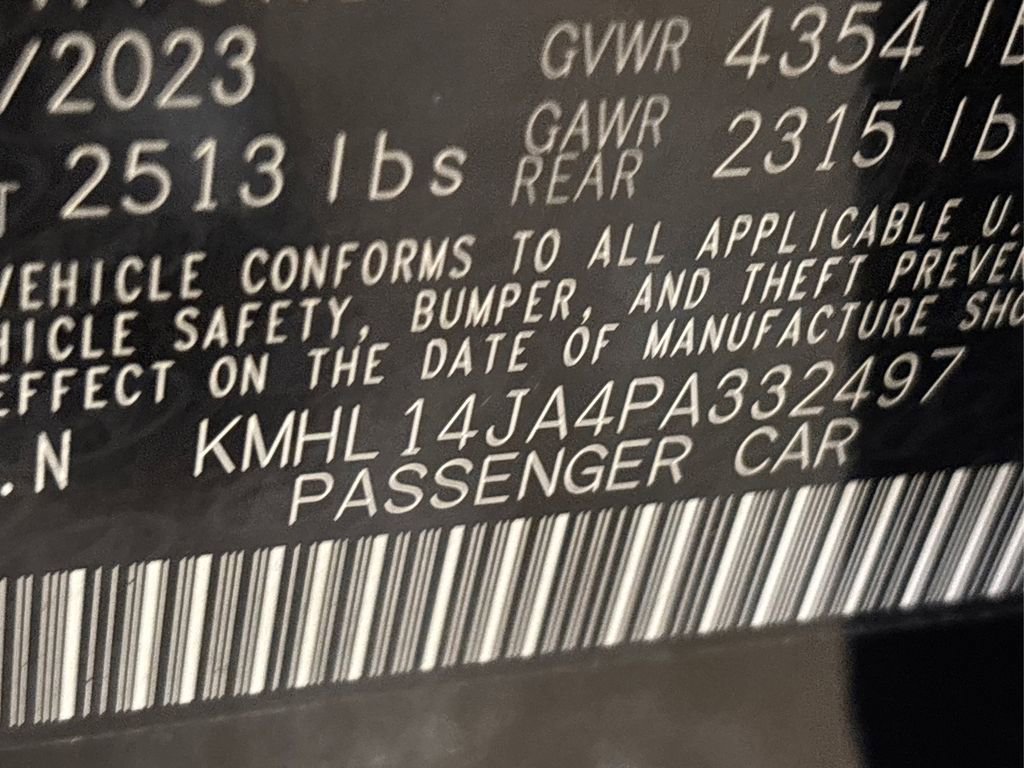 /2023 GVWR 4354 lb
2513 lbs GAWR REAR 2315 lb
VEHICLE CONFORMS TO ALL APPLICABLE U.
HICLE SAFETY, BUMPER, AND THEFT PREVEN
EFFECT ON THE DATE OF MANUFACTURE SHO
.N KMHL14JA4PA332497
PASSENGER CAR